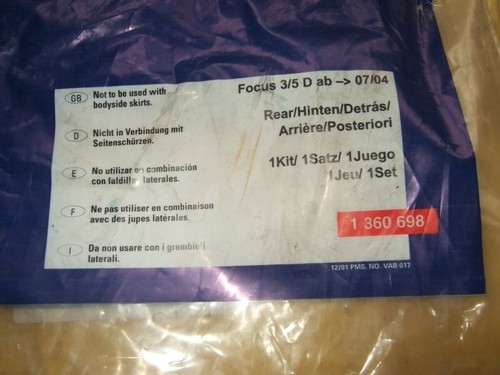 GB Not to be used with
bodyside skirts.
D Nicht in Verbindung mit
Seitenschürzen.
E No utilizar en combinación
con faldillas laterales.
F Ne pas utiliser en combinaison
avec des jupes latérales.
I Da non usare con i grembiuli
laterali.
Focus 3/5 D ab --> 07/04
Rear/Hinten/Detrás/
Arrière/Posteriori
1Kit/ 1Satz/ 1Juego
1Jeu/ 1Set
1 360 698
12/01 PMS. NO. VAB 017